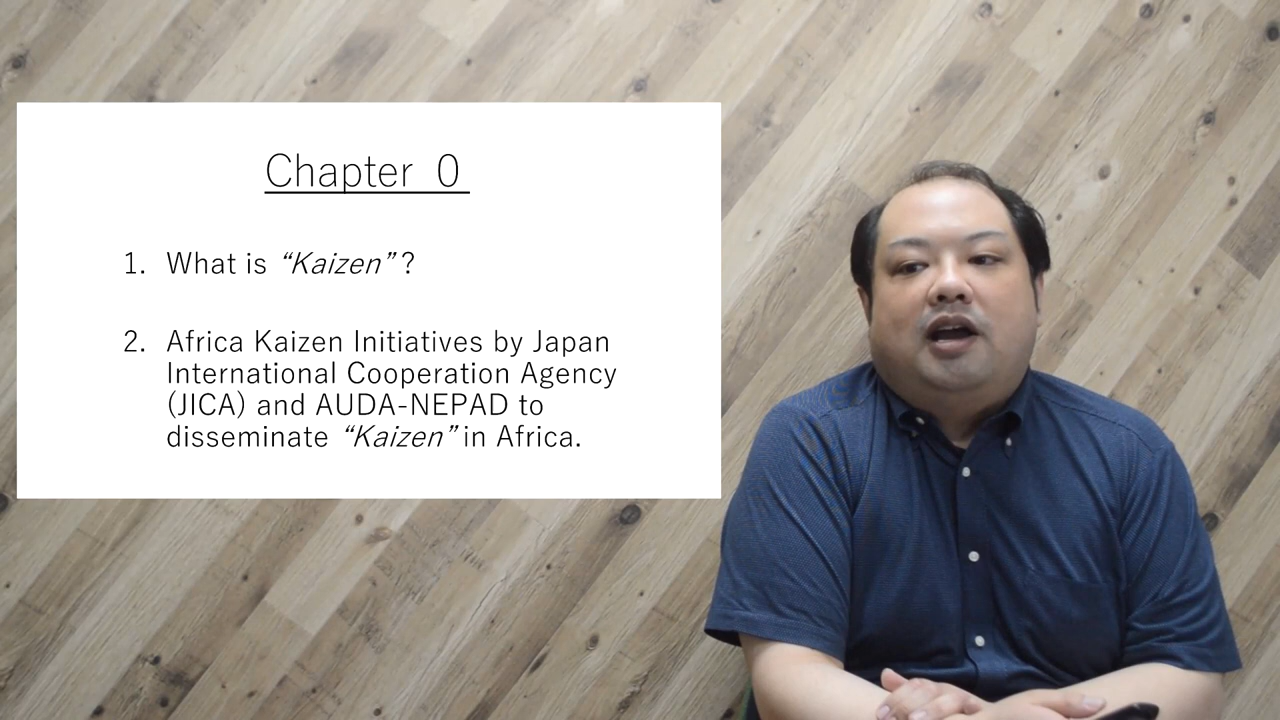 Chapter 0
1. What is “Kaizen”?
2. Africa Kaizen Initiatives by Japan
International Cooperation Agency
(JICA) and AUDA-NEPAD to
disseminate “Kaizen” in Africa.